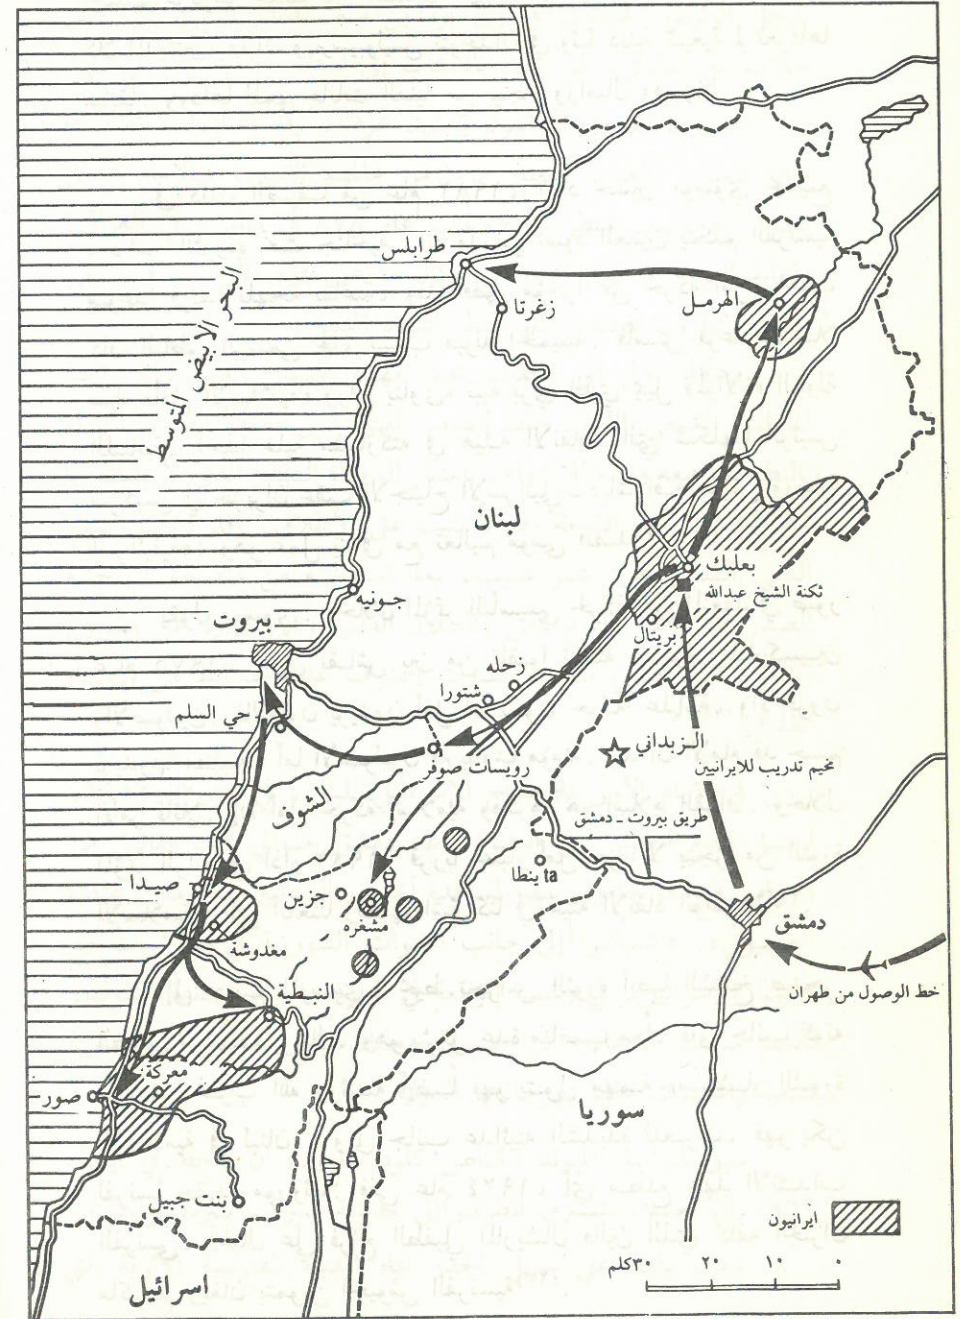 طرابلس
زغرتا
الهرمل
البحر الابيض المتوسط
لبنان
بعلبك
ثكنة الشيخ عبدالله
بريتال
جونيه
بيروت
زحله
شتورا
حي السلم
رويسات صوفر
الزبداني
مخيم تدريب للايرانيين
طريق بيروت - دمشق
الشوف
ينطا ta
صيدا
جزين
مشغره
مغدوشة
دمشق
النبطية
خط الوصول من طهران
معركة
صور
سوريا
بنت جبيل
ايرانيون
اسرائيل
٣٠كلم ٢٠ ١٠ ٠